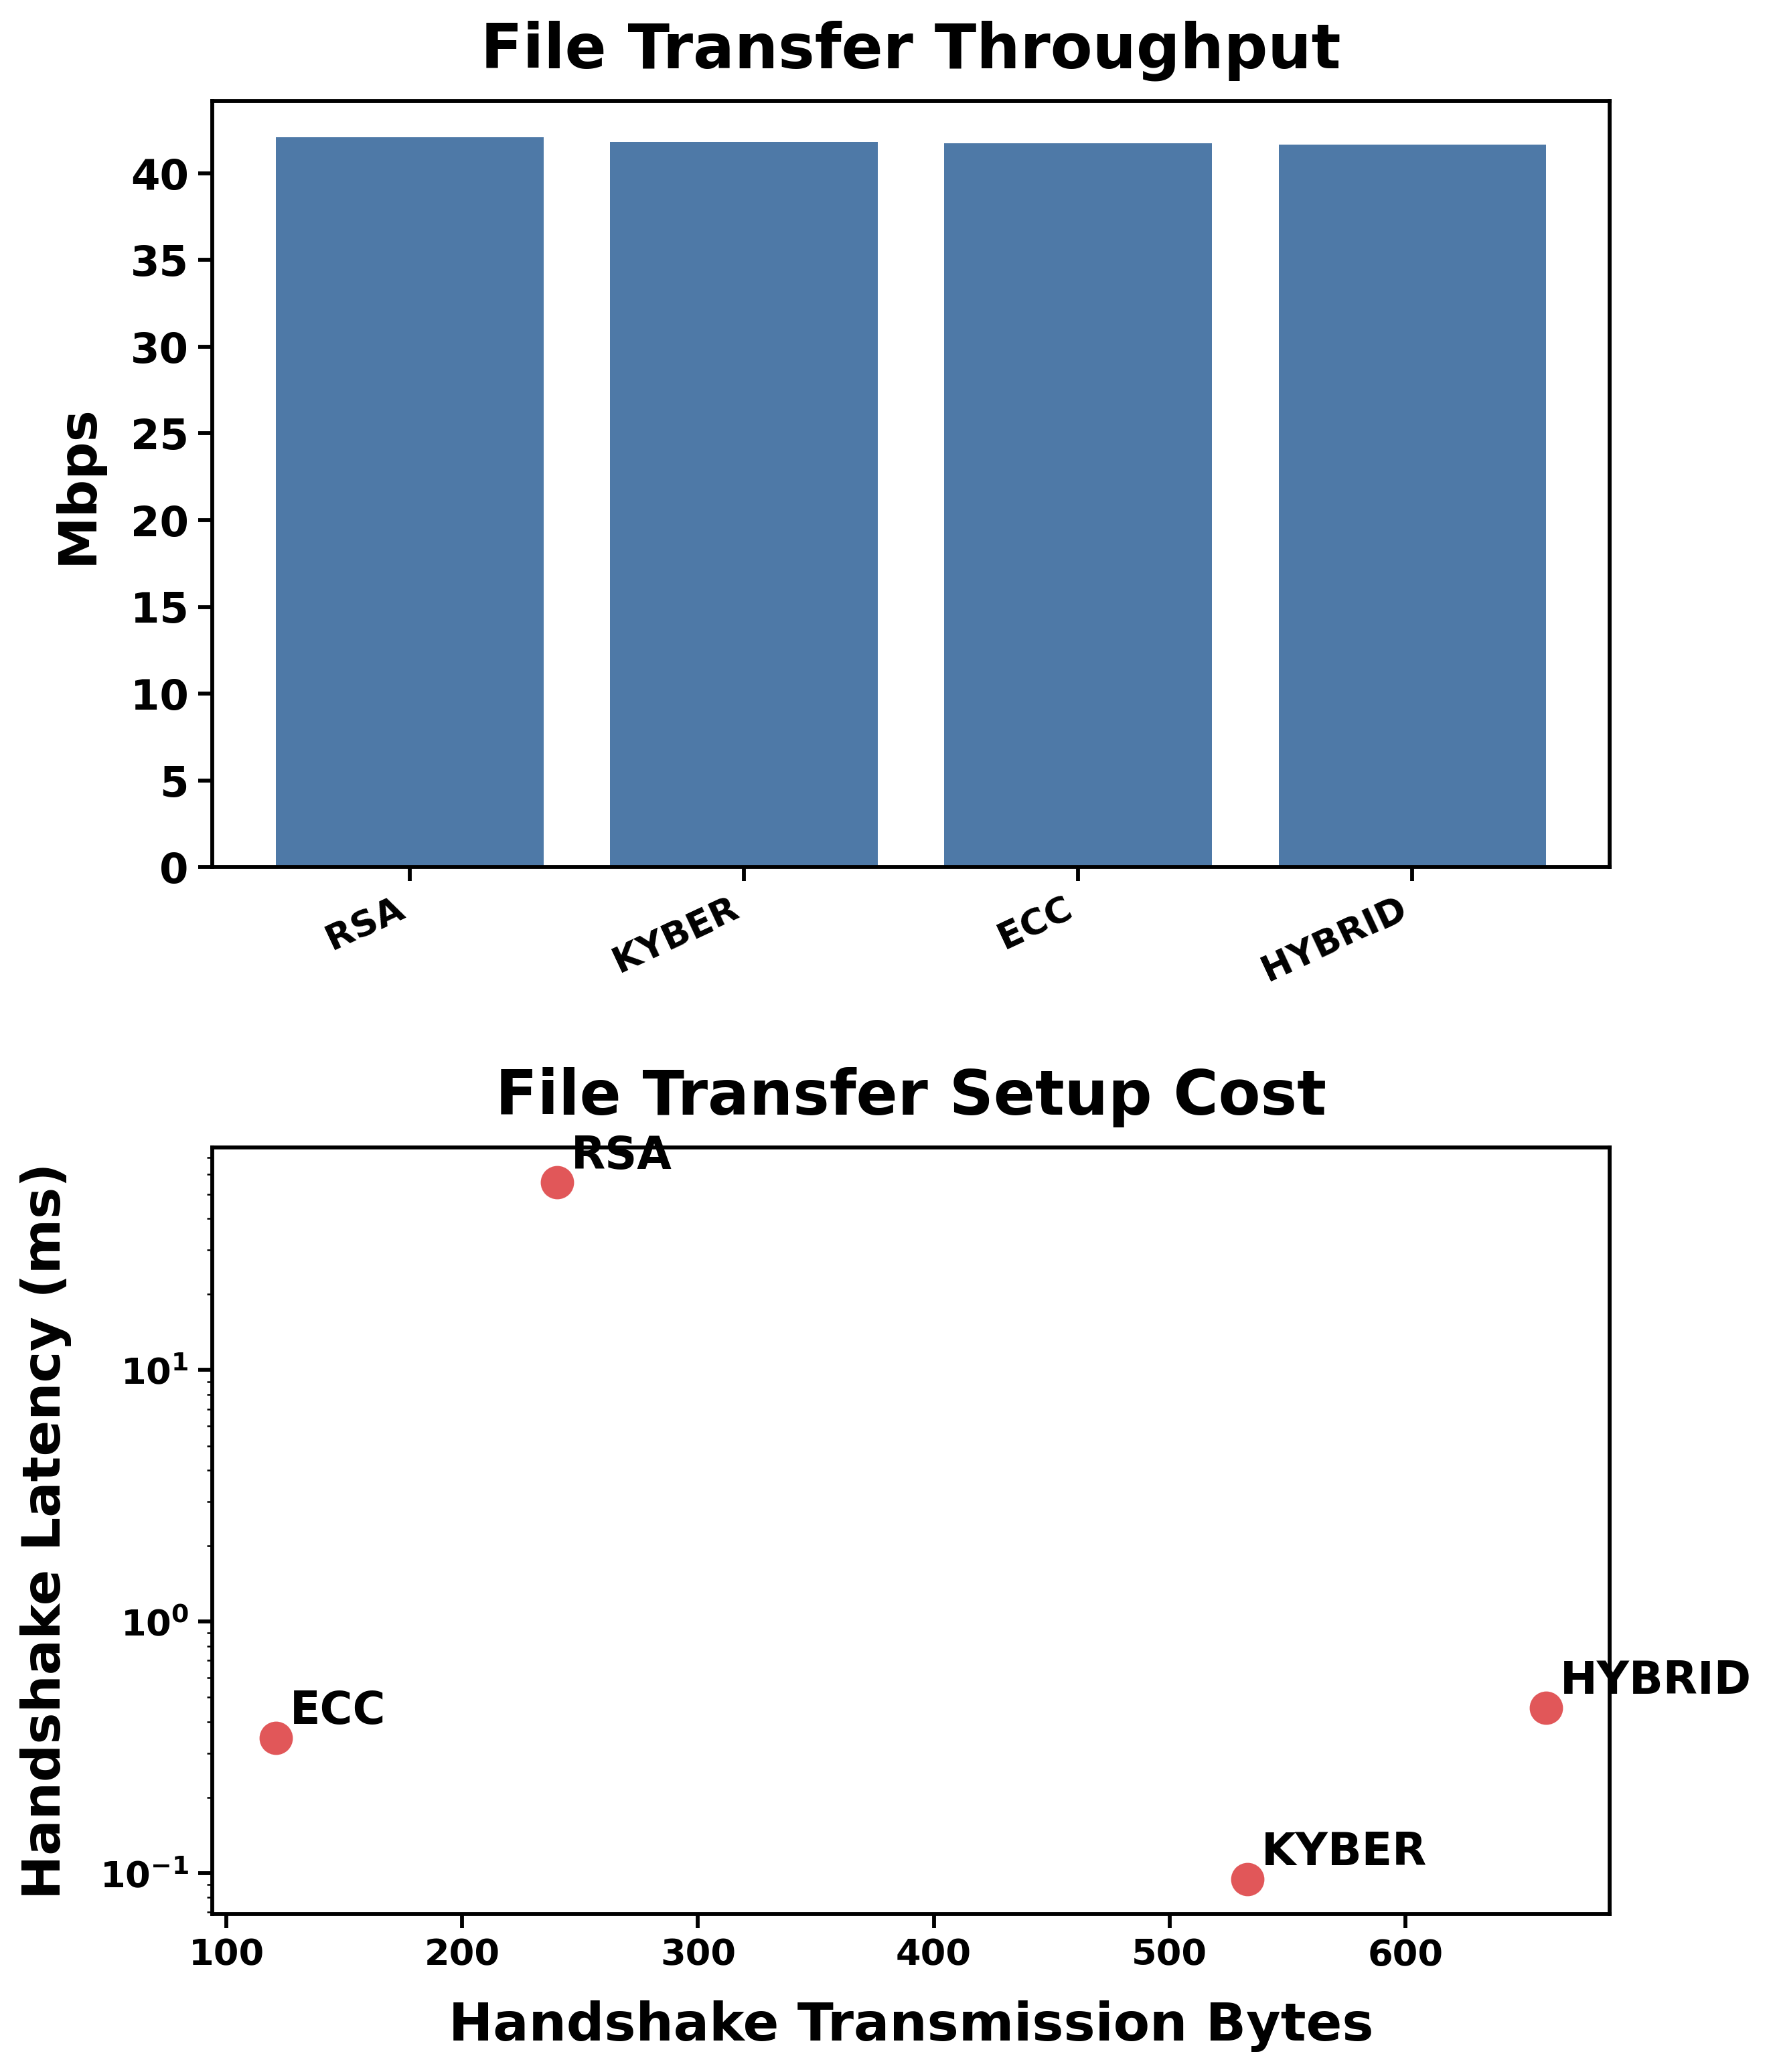 File Transfer Throughput
Mbps
40
35
30
25
20
15
10
5
0
RSA
KYBER
ECC
HYBRID
File Transfer Setup Cost
Handshake Latency (ms)
10¹
10⁰
10⁻¹
RSA
HYBRID
ECC
KYBER
100 200 300 400 500 600
Handshake Transmission Bytes